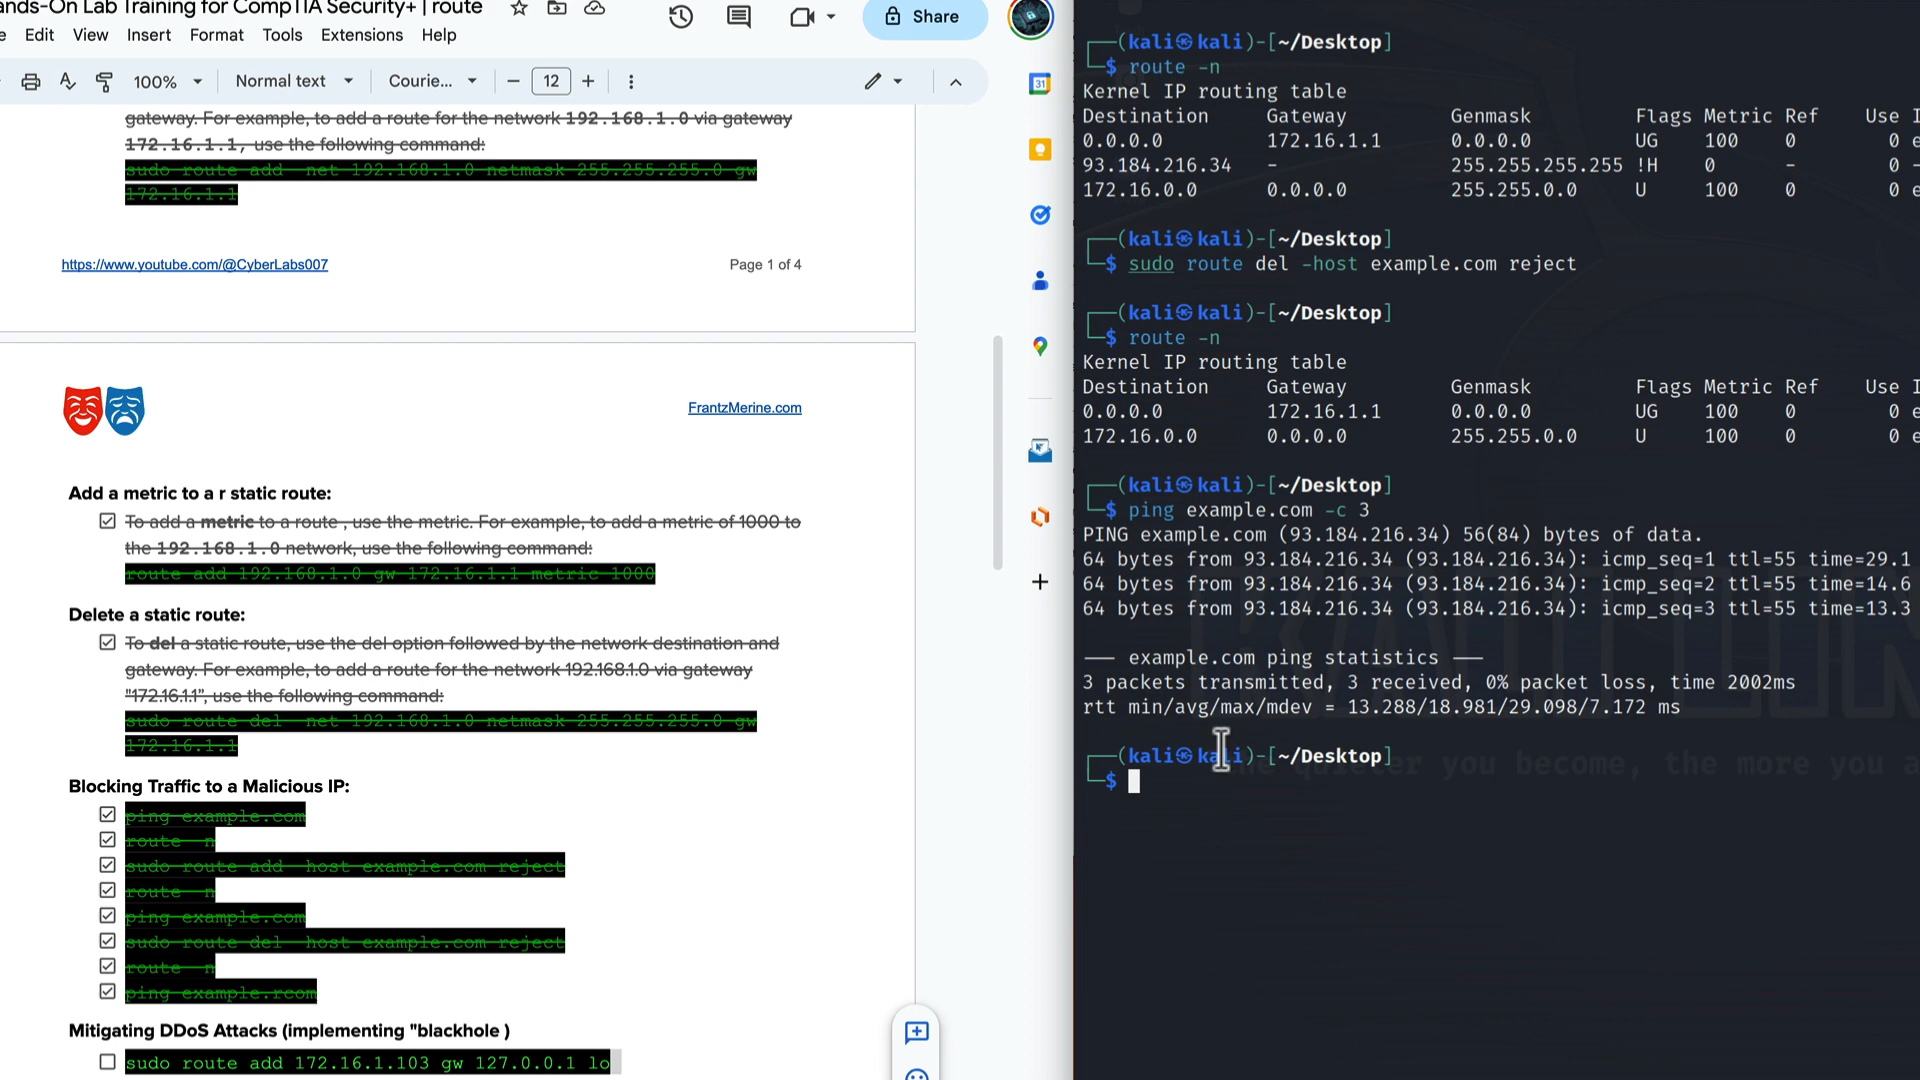 ands-On Lab Training for CompTIA Security+ | route
Edit View Insert Format Tools Extensions Help
Share
100% Normal text Courie... − 12 +
31
gateway. For example, to add a route for the network 192.168.1.0 via gateway
172.16.1.1, use the following command:
sudo route add -net 192.168.1.0 netmask 255.255.255.0 gw
172.16.1.1
https://www.youtube.com/@CyberLabs007
Page 1 of 4
FrantzMerine.com
Add a metric to a r static route:
To add a metric to a route , use the metric. For example, to add a metric of 1000 to
the 192.168.1.0 network, use the following command:
route add 192.168.1.0 gw 172.16.1.1 metric 1000
Delete a static route:
To del a static route, use the del option followed by the network destination and
gateway. For example, to add a route for the network 192.168.1.0 via gateway
"172.16.1.1", use the following command:
sudo route del -net 192.168.1.0 netmask 255.255.255.0 gw
172.16.1.1
Blocking Traffic to a Malicious IP:
ping example.com
route -n
sudo route add -host example.com reject
route -n
ping example.com
sudo route del -host example.com reject
route -n
ping example.rcom
Mitigating DDoS Attacks (implementing "blackhole )
sudo route add 172.16.1.103 gw 127.0.0.1 lo
┌──(kali㉿kali)-[~/Desktop]
└─$ route -n
Kernel IP routing table
Destination Gateway Genmask Flags Metric Ref Use I
0.0.0.0 172.16.1.1 0.0.0.0 UG 100 0 0 e
93.184.216.34 - 255.255.255.255 !H 0 - 0 -
172.16.0.0 0.0.0.0 255.255.0.0 U 100 0 0 e
┌──(kali㉿kali)-[~/Desktop]
└─$ sudo route del -host example.com reject
┌──(kali㉿kali)-[~/Desktop]
└─$ route -n
Kernel IP routing table
Destination Gateway Genmask Flags Metric Ref Use I
0.0.0.0 172.16.1.1 0.0.0.0 UG 100 0 0 e
172.16.0.0 0.0.0.0 255.255.0.0 U 100 0 0 e
┌──(kali㉿kali)-[~/Desktop]
└─$ ping example.com -c 3
PING example.com (93.184.216.34) 56(84) bytes of data.
64 bytes from 93.184.216.34 (93.184.216.34): icmp_seq=1 ttl=55 time=29.1
64 bytes from 93.184.216.34 (93.184.216.34): icmp_seq=2 ttl=55 time=14.6
64 bytes from 93.184.216.34 (93.184.216.34): icmp_seq=3 ttl=55 time=13.3
── example.com ping statistics ──
3 packets transmitted, 3 received, 0% packet loss, time 2002ms
rtt min/avg/max/mdev = 13.288/18.981/29.098/7.172 ms
┌──(kali㉿kali)-[~/Desktop]
└─$
you become, the more you a